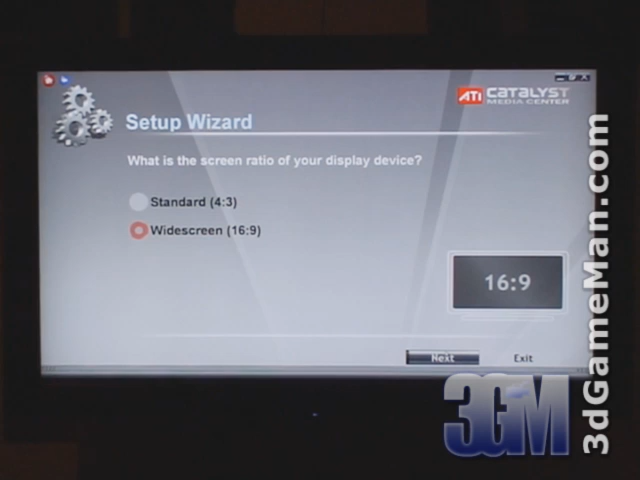 ATI CATALYST
MEDIA CENTER
Setup Wizard
What is the screen ratio of your display device?
Standard (4:3)
Widescreen (16:9)
16:9
Next Exit
3GM
3dGameMan.com